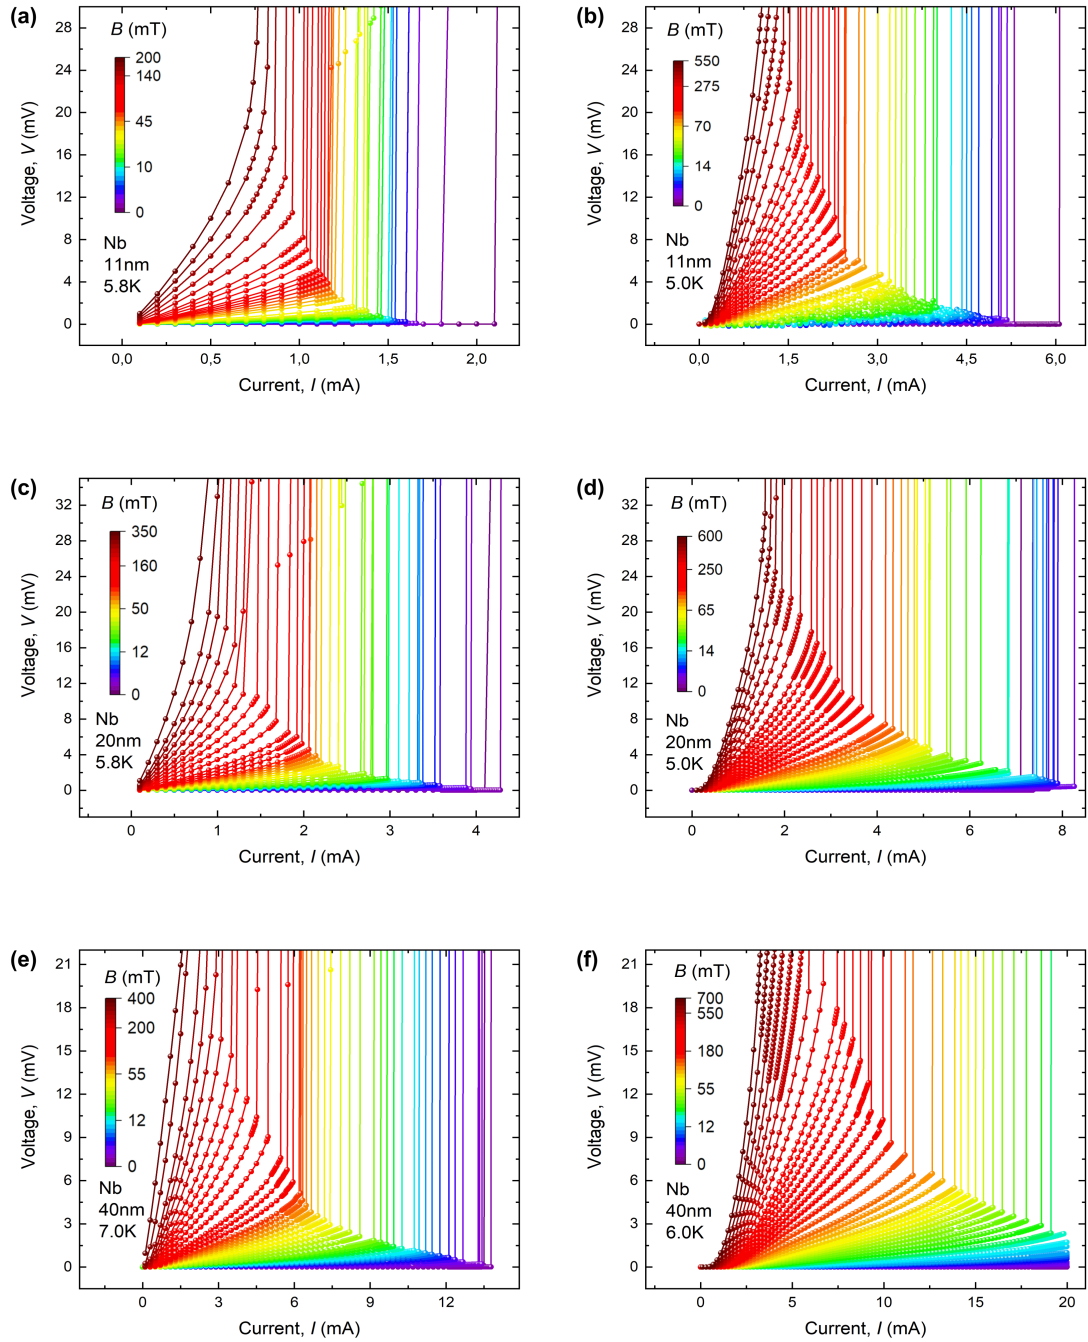 (a)
B (mT)
200
140
45
10
0
Nb
11nm
5.8K
28
24
20
16
12
8
4
0
Voltage, V (mV)
0,0 0,5 1,0 1,5 2,0
Current, I (mA)
(b)
B (mT)
550
275
70
14
0
Nb
11nm
5.0K
28
24
20
16
12
8
4
0
Voltage, V (mV)
0,0 1,5 3,0 4,5 6,0
Current, I (mA)
(c)
B (mT)
350
160
50
12
0
Nb
20nm
5.8K
32
28
24
20
16
12
8
4
0
Voltage, V (mV)
0 1 2 3 4
Current, I (mA)
(d)
B (mT)
600
250
65
14
0
Nb
20nm
5.0K
32
28
24
20
16
12
8
4
0
Voltage, V (mV)
0 2 4 6 8
Current, I (mA)
(e)
B (mT)
400
200
55
12
0
Nb
40nm
7.0K
21
18
15
12
9
6
3
0
Voltage, V (mV)
0 3 6 9 12
Current, I (mA)
(f)
B (mT)
700
550
180
55
12
0
Nb
40nm
6.0K
21
18
15
12
9
6
3
0
Voltage, V (mV)
0 5 10 15 20
Current, I (mA)